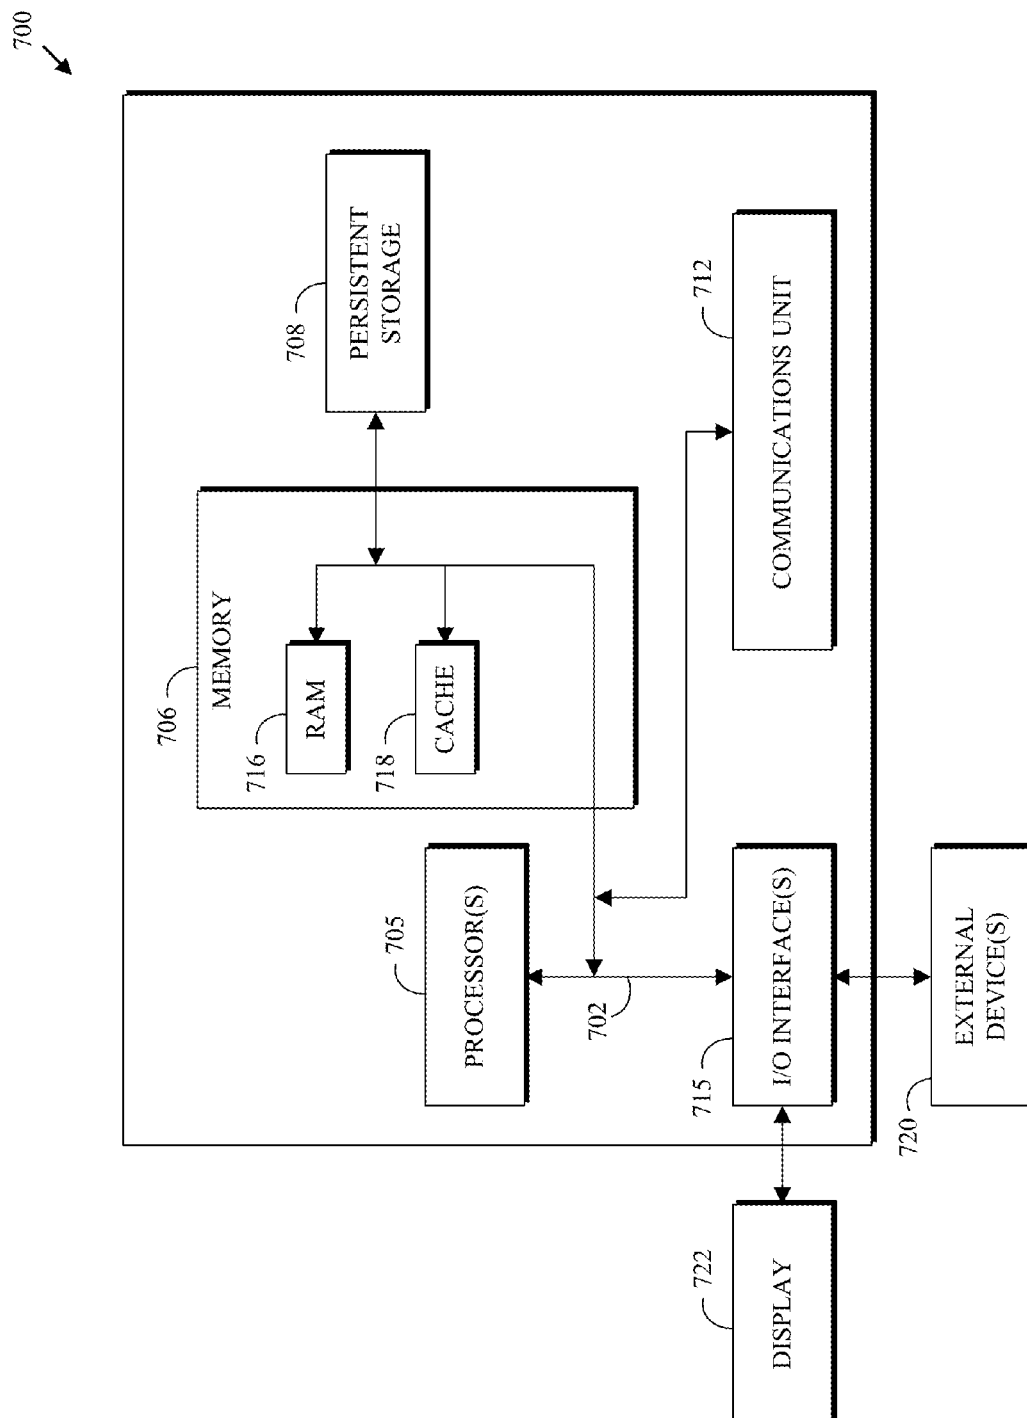 700
706
MEMORY
716
RAM
718
CACHE
708
PERSISTENT
STORAGE
705
PROCESSOR(S)
702
715
I/O INTERFACE(S)
712
COMMUNICATIONS UNIT
722
DISPLAY
720
EXTERNAL
DEVICE(S)